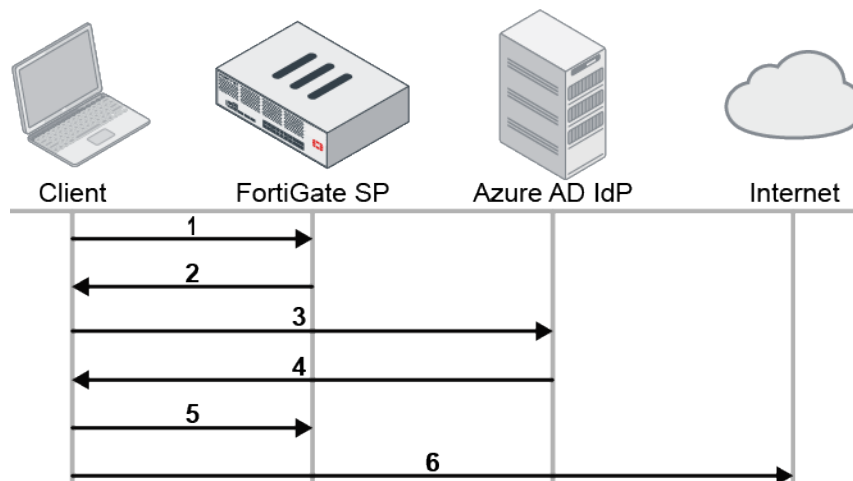 Client
FortiGate SP
Azure AD IdP
Internet
1
2
3
4
5
6